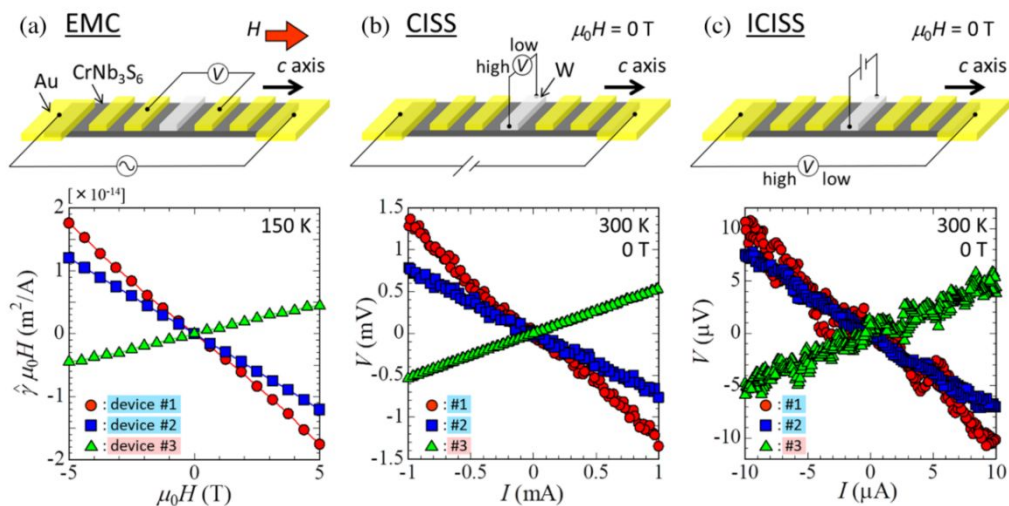 (a) EMC
H
CrNb₃S₆
Au
V
c axis
[× 10⁻¹⁴]
2
1
0
-1
-2
γ̂ μ₀H (m²/A)
150 K
: device #1
: device #2
: device #3
-5
0
5
μ₀H (T)
(b) CISS
μ₀H = 0 T
low
high V
W
c axis
1.5
1.0
0.5
0
-0.5
-1.0
-1.5
V (mV)
300 K
0 T
: #1
: #2
: #3
-1
-0.5
0
0.5
1
I (mA)
(c) ICISS
μ₀H = 0 T
c axis
high V low
10
5
0
-5
-10
V (μV)
300 K
0 T
: #1
: #2
: #3
-10
-5
0
5
10
I (μA)